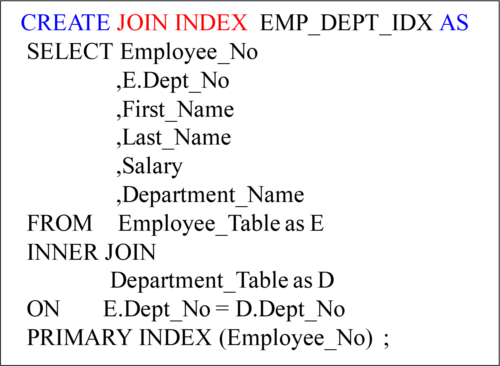 CREATE JOIN INDEX EMP_DEPT_IDX AS
SELECT Employee_No
,E.Dept_No
,First_Name
,Last_Name
,Salary
,Department_Name
FROM Employee_Table as E
INNER JOIN
Department_Table as D
ON E.Dept_No = D.Dept_No
PRIMARY INDEX (Employee_No) ;